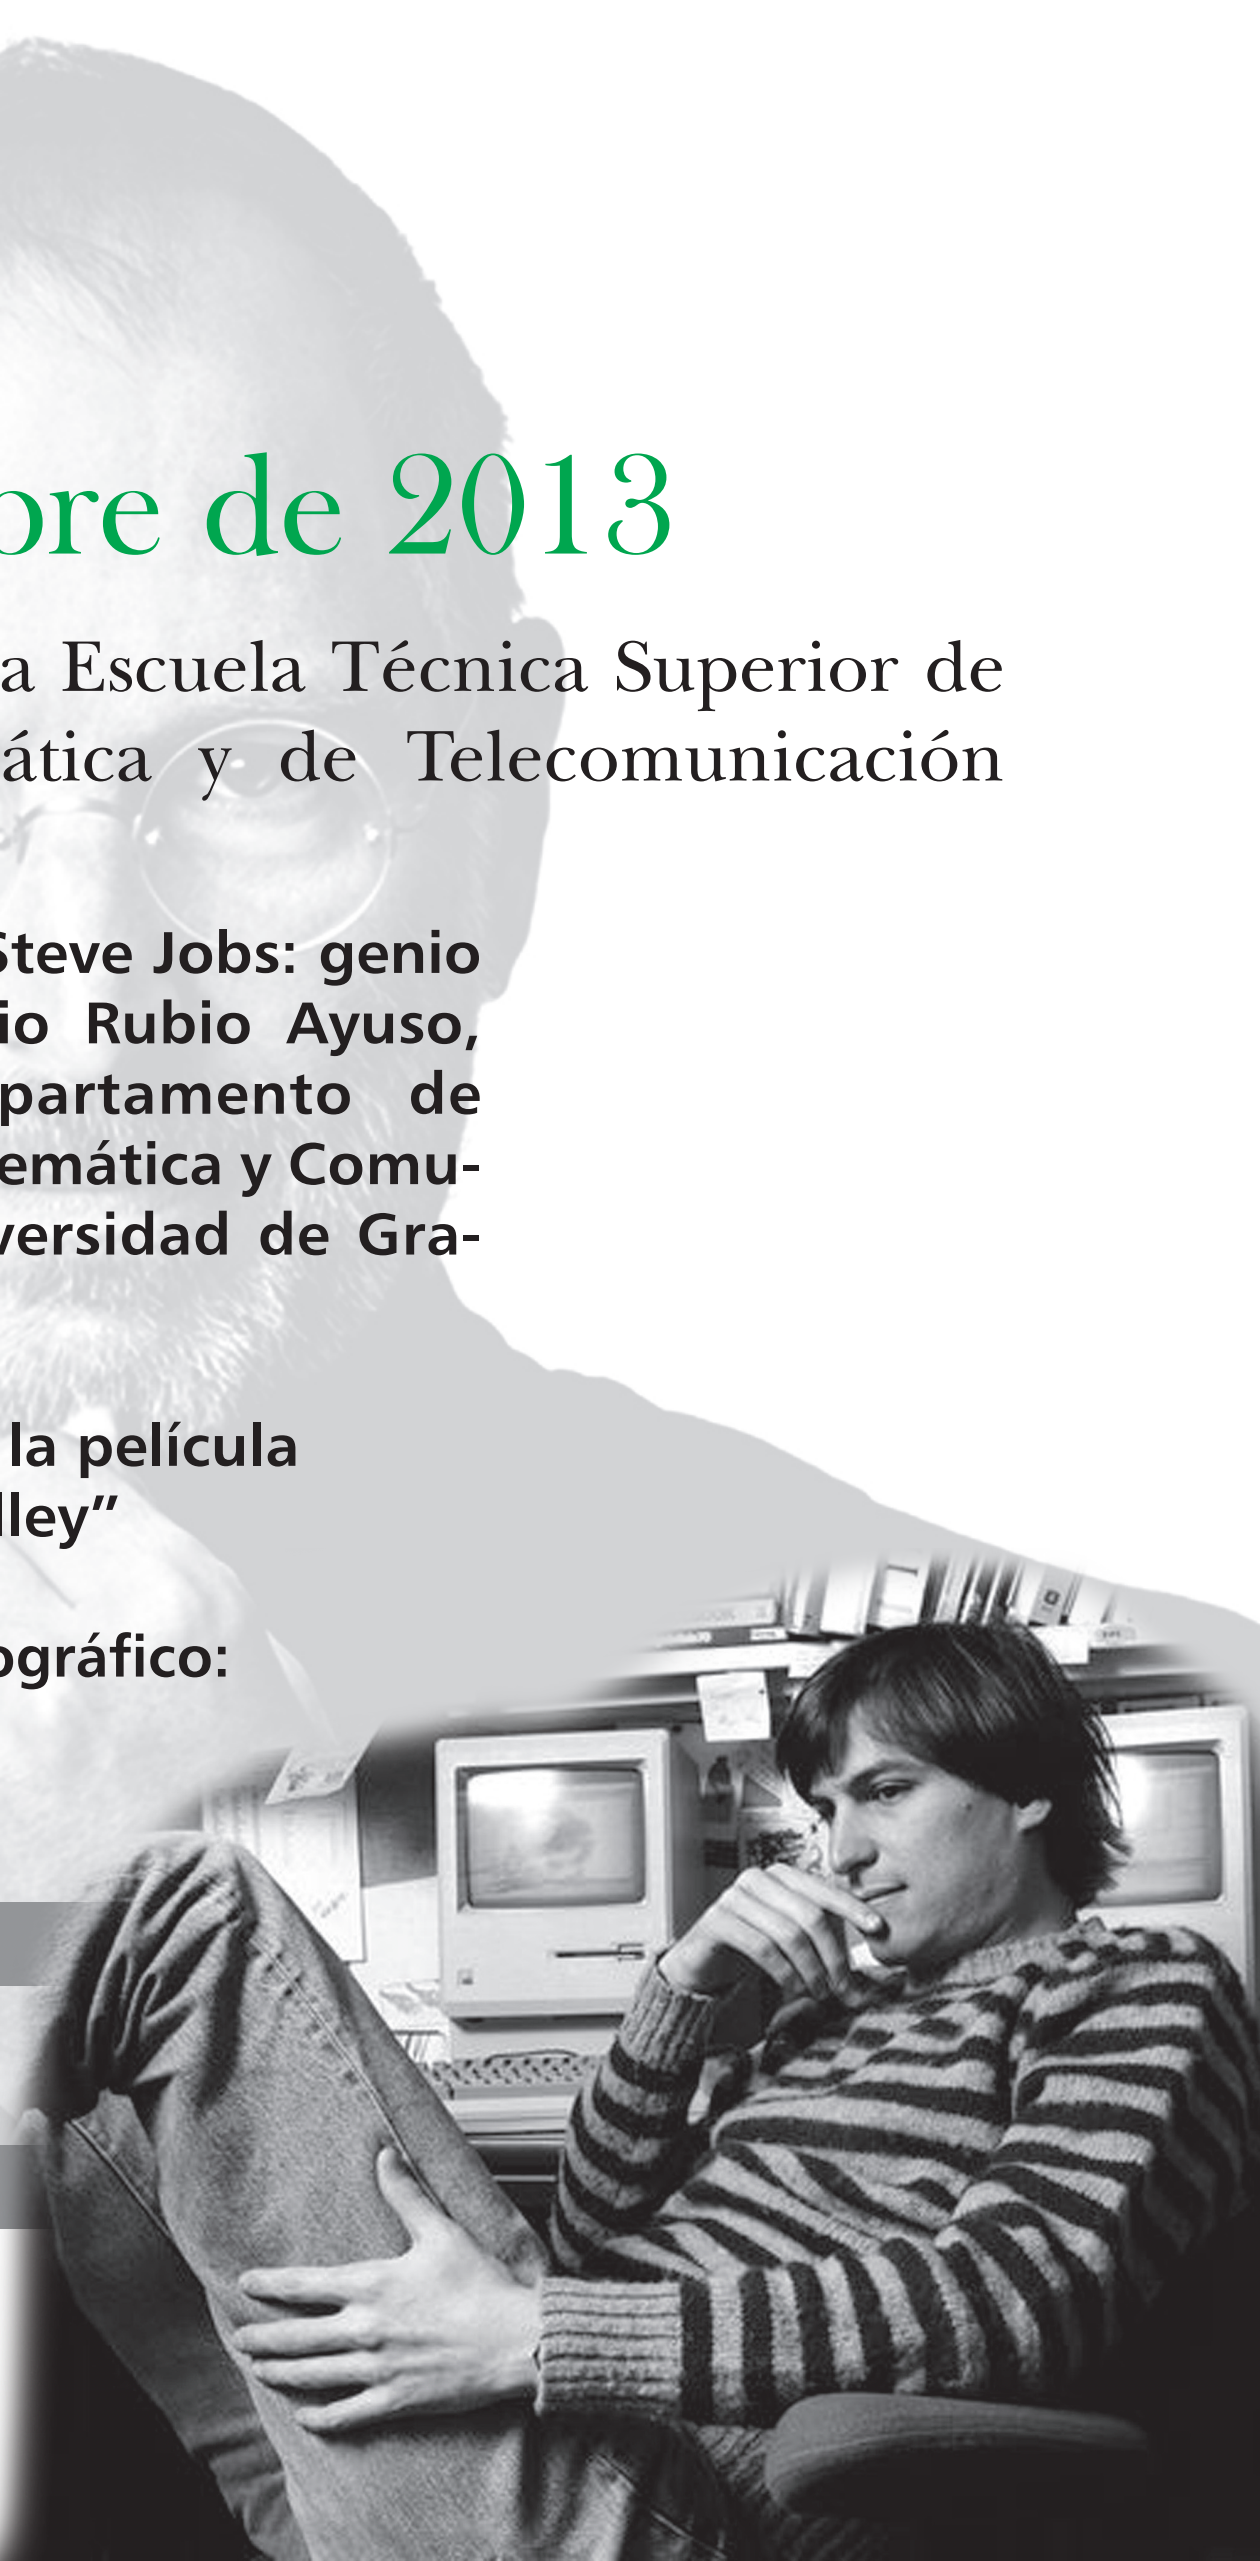 bre de 2013
a Escuela Técnica Superior de
ática y de Telecomunicación
Steve Jobs: genio
io Rubio Ayuso,
partamento de
emática y Comu-
versidad de Gra-
la película
lley”
ográfico: